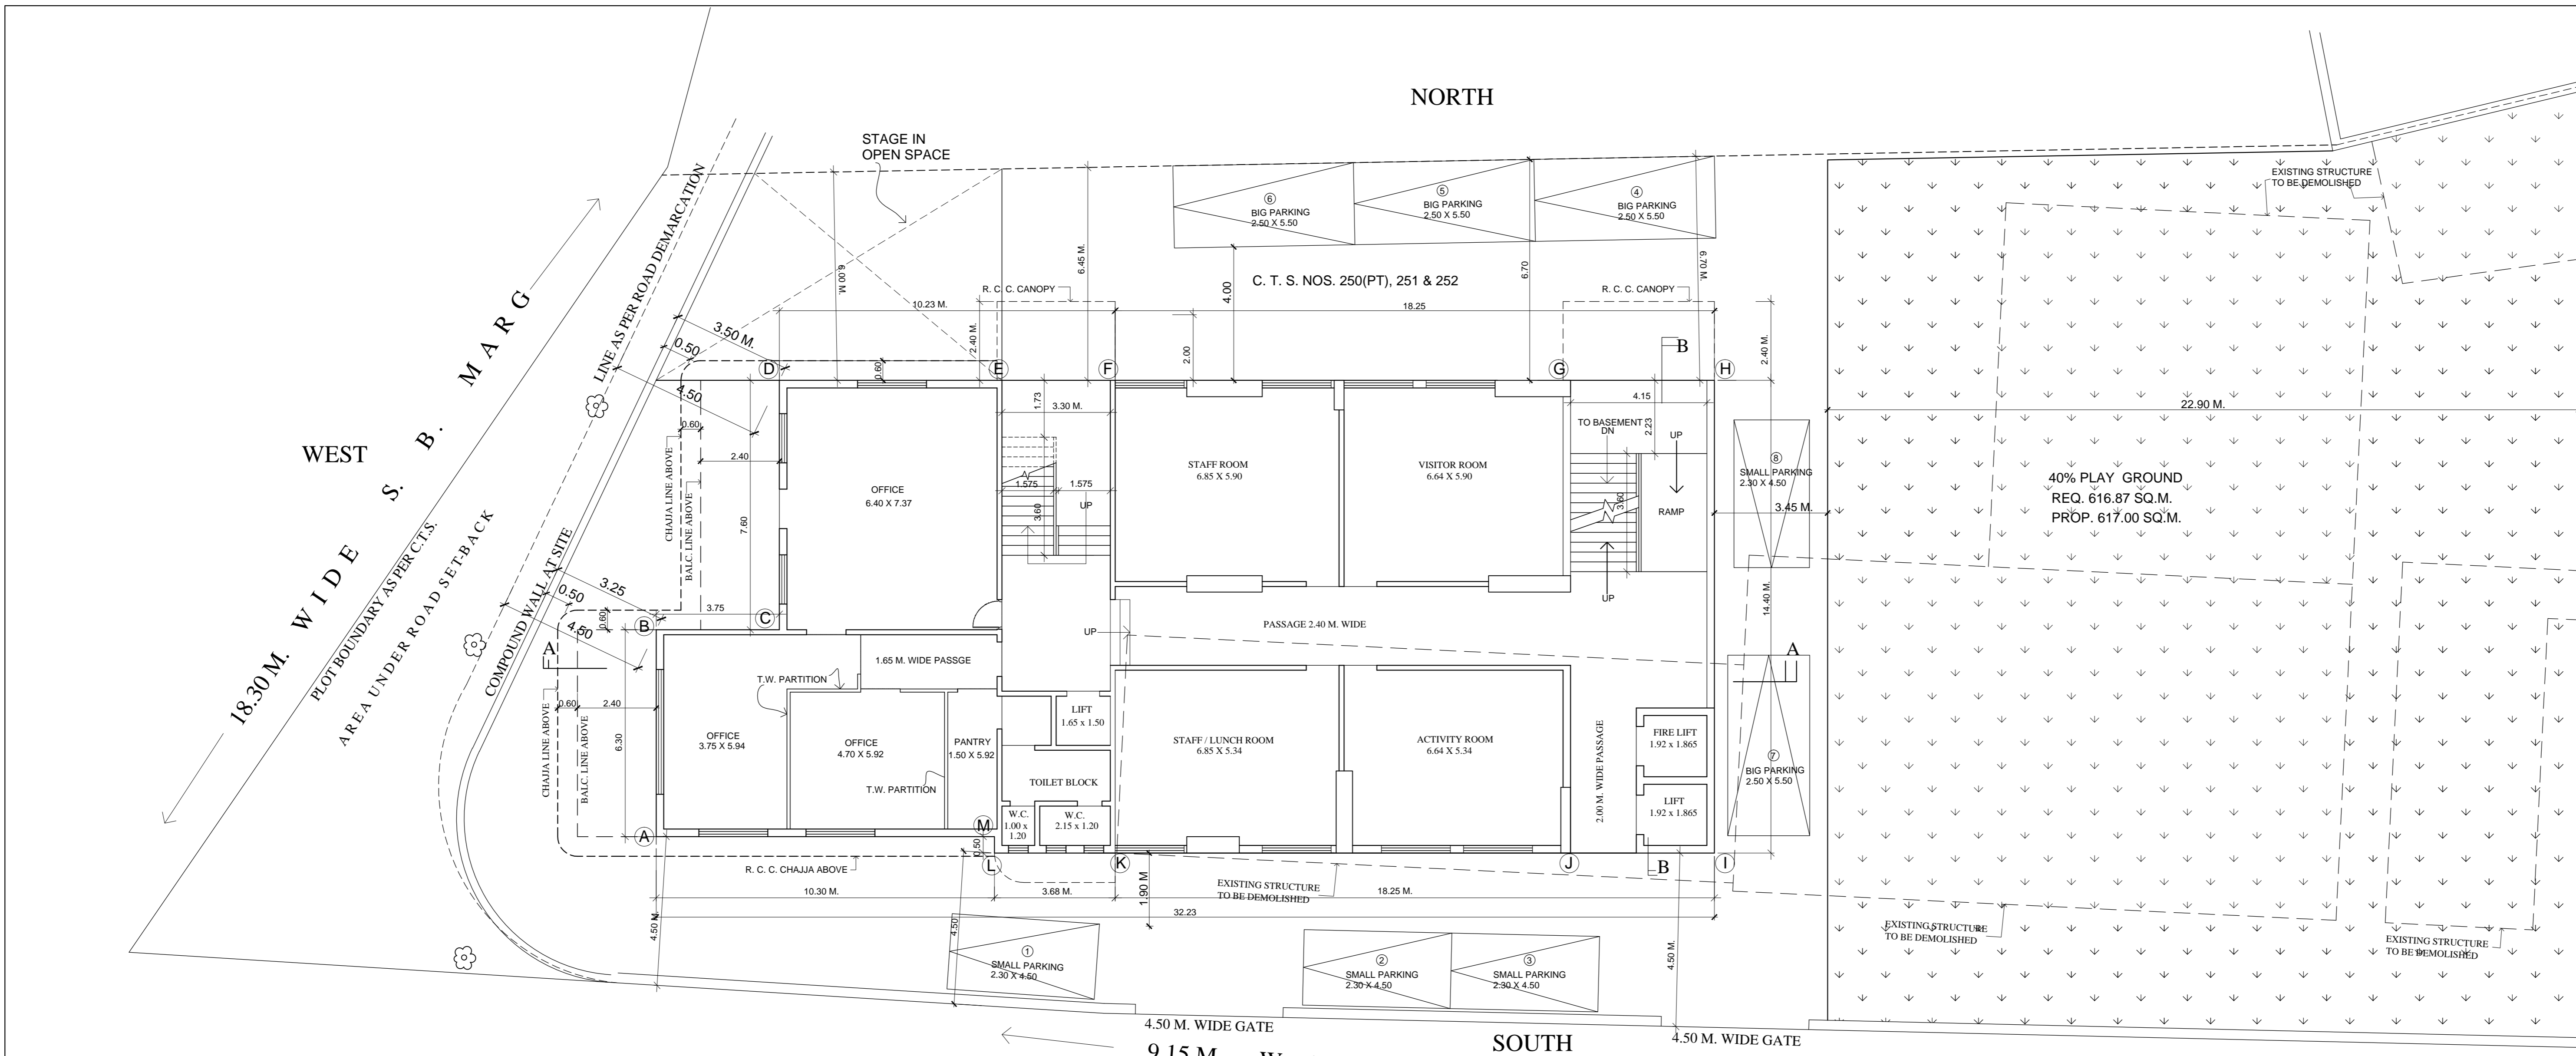 NORTH
STAGE IN
OPEN SPACE
LINE AS PER ROAD DEMARCATION
⑥
BIG PARKING
2.50 X 5.50
⑤
BIG PARKING
2.50 X 5.50
④
BIG PARKING
2.50 X 5.50
EXISTING STRUCTURE
TO BE DEMOLISHED
6.00 M.
6.45 M.
4.00
C. T. S. NOS. 250(PT), 251 & 252
6.70
6.70 M.
R. C. C. CANOPY
R. C. C. CANOPY
10.23 M.
18.25
3.50 M.
0.50
4.50
2.40 M.
2.00
2.40 M.
D
0.60
E
F
G
B
H
WEST
18.30 M. WIDE S. B. MARG
PLOT BOUNDARY AS PER C.T.S.
AREA UNDER ROAD SET-BACK
COMPOUND WALL AT SITE
0.60
2.40
CHAJJA LINE ABOVE
BALC. LINE ABOVE
7.60
OFFICE
6.40 X 7.37
1.73
3.30 M.
1.575
1.575
3.60
UP
STAFF ROOM
6.85 X 5.90
VISITOR ROOM
6.64 X 5.90
4.15
TO BASEMENT
DN
2.23
UP
3.60
RAMP
UP
⑧
SMALL PARKING
2.30 X 4.50
3.45 M.
22.90 M.
40% PLAY GROUND
REQ. 616.87 SQ.M.
PROP. 617.00 SQ.M.
14.40 M.
3.25
0.50
4.50
0.60
3.75
B
C
A
UP
PASSAGE 2.40 M. WIDE
A
1.65 M. WIDE PASSGE
T.W. PARTITION
CHAJJA LINE ABOVE
0.60
2.40
BALC. LINE ABOVE
6.30
OFFICE
3.75 X 5.94
OFFICE
4.70 X 5.92
PANTRY
1.50 X 5.92
T.W. PARTITION
LIFT
1.65 x 1.50
TOILET BLOCK
W.C.
1.00 x
1.20
W.C.
2.15 x 1.20
STAFF / LUNCH ROOM
6.85 X 5.34
ACTIVITY ROOM
6.64 X 5.34
2.00 M. WIDE PASSAGE
FIRE LIFT
1.92 x 1.865
LIFT
1.92 x 1.865
⑦
BIG PARKING
2.50 X 5.50
A
M
0.50
L
K
J
B
I
R. C. C. CHAJJA ABOVE
10.30 M.
3.68 M.
1.90 M
EXISTING STRUCTURE
TO BE DEMOLISHED
18.25 M.
32.23
4.50 M.
4.50
4.50 M.
①
SMALL PARKING
2.30 X 4.50
②
SMALL PARKING
2.30 X 4.50
③
SMALL PARKING
2.30 X 4.50
EXISTING STRUCTURE
TO BE DEMOLISHED
EXISTING STRUCTURE
TO BE DEMOLISHED
4.50 M. WIDE GATE
SOUTH
4.50 M. WIDE GATE
9.15 M.